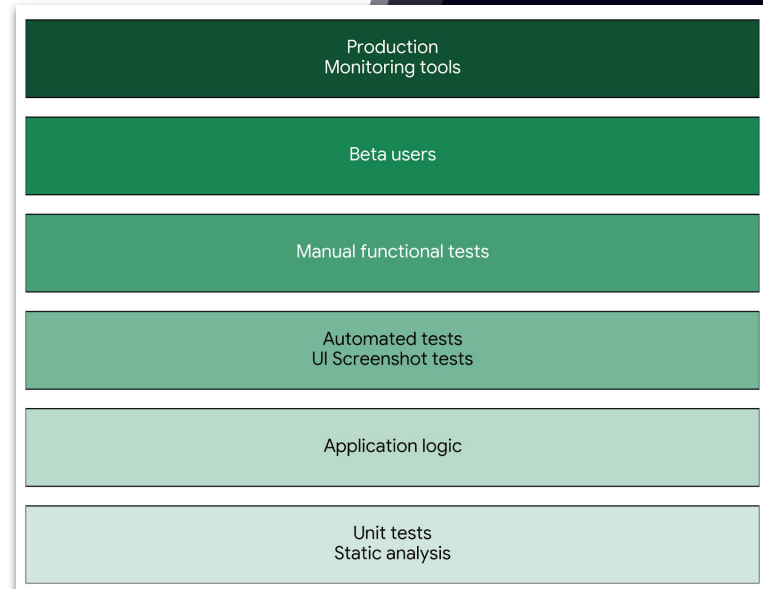 Production
Monitoring tools
Beta users
Manual functional tests
Automated tests
UI Screenshot tests
Application logic
Unit tests
Static analysis